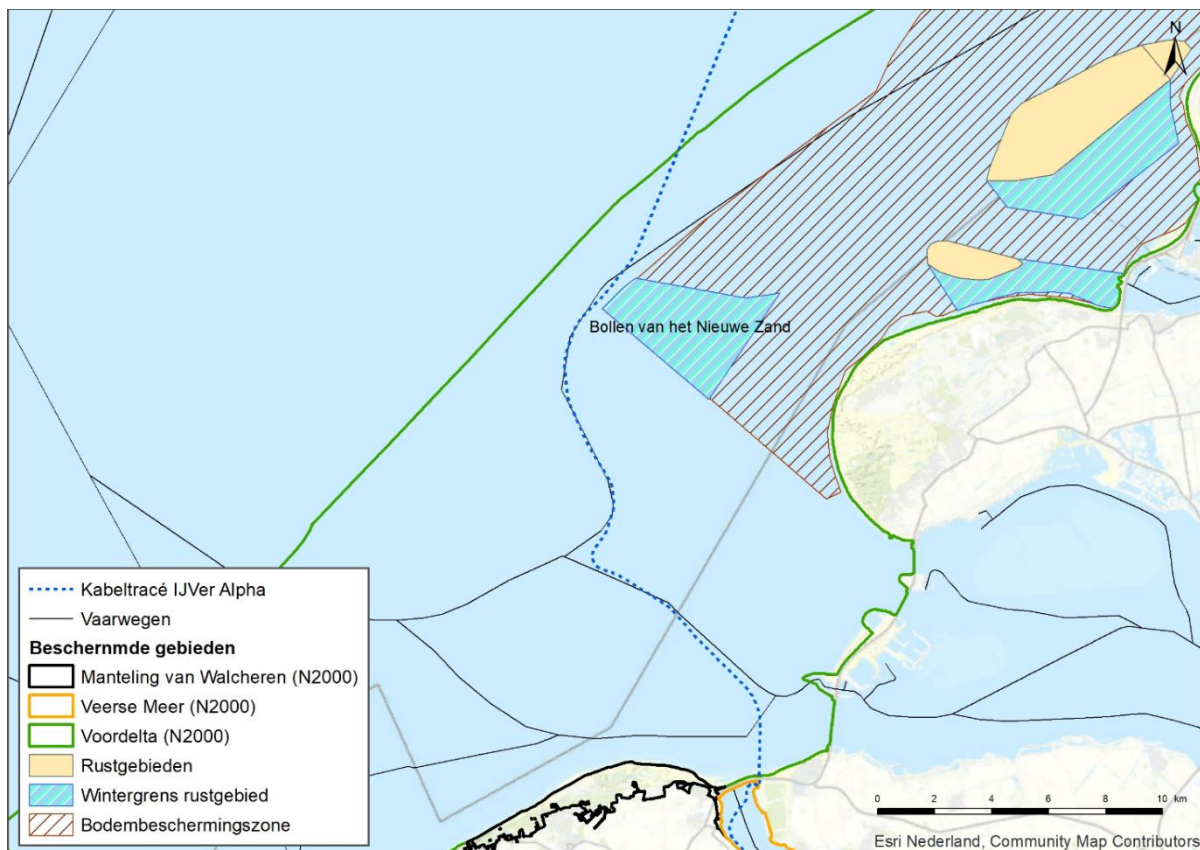 N
Bollen van het Nieuwe Zand
Kabeltracé IJVer Alpha
Vaarwegen
Beschernmde gebieden
Manteling van Walcheren (N2000)
Veerse Meer (N2000)
Voordelta (N2000)
Rustgebieden
Wintergrens rustgebied
Bodembeschermingszone
0 2 4 6 8 10 km
Esri Nederland, Community Map Contributors